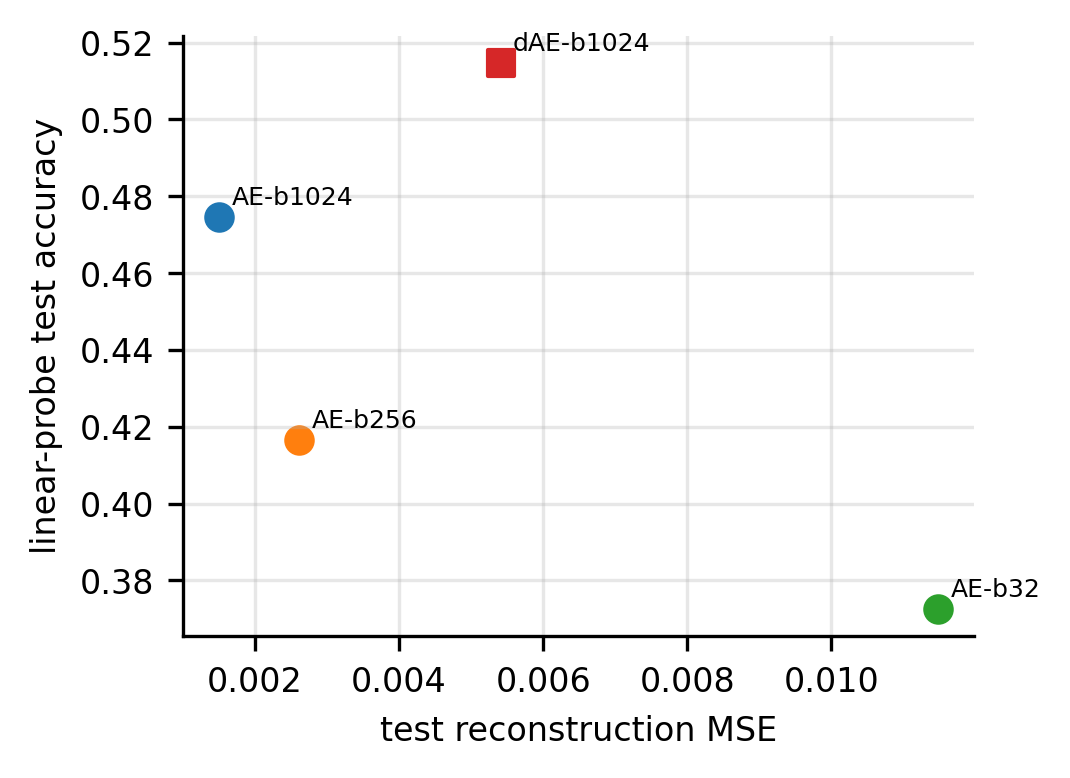 linear-probe test accuracy
0.52
0.50
0.48
0.46
0.44
0.42
0.40
0.38
dAE-b1024
AE-b1024
AE-b256
AE-b32
0.002 0.004 0.006 0.008 0.010
test reconstruction MSE